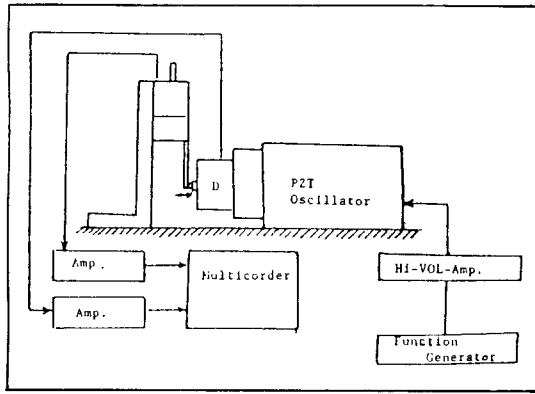 D
PZT
Oscillator
Amp.
Multicorder
Hi-VOL-Amp.
Amp.
Function
Generator